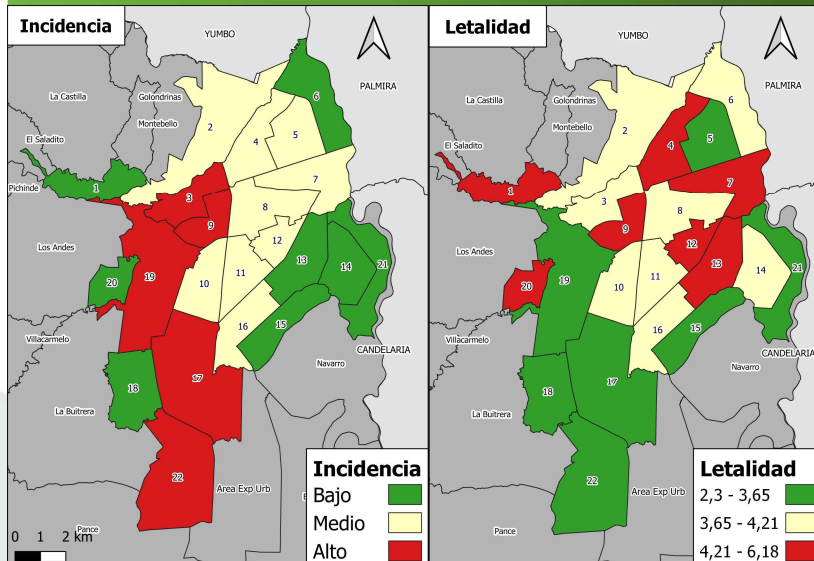 Incidencia
YUMBO
PALMIRA
La Castilla
Golondrinas
Montebello
El Saladito
Pichinde
Los Andes
Villacarmelo
La Buitrera
Pance
CANDELARIA
Navarro
Area Exp Urb
1
2
3
4
5
6
7
8
9
10
11
12
13
14
15
16
17
18
19
20
21
22
0 1 2 km
Incidencia
Bajo
Medio
Alto
Letalidad
YUMBO
PALMIRA
La Castilla
Golondrinas
Montebello
El Saladito
Los Andes
Villacarmelo
La Buitrera
Pance
CANDELARIA
Navarro
Area Exp Urb
1
2
3
4
5
6
7
8
9
10
11
12
13
14
15
16
17
18
19
20
21
22
Letalidad
2,3 - 3,65
3,65 - 4,21
4,21 - 6,18